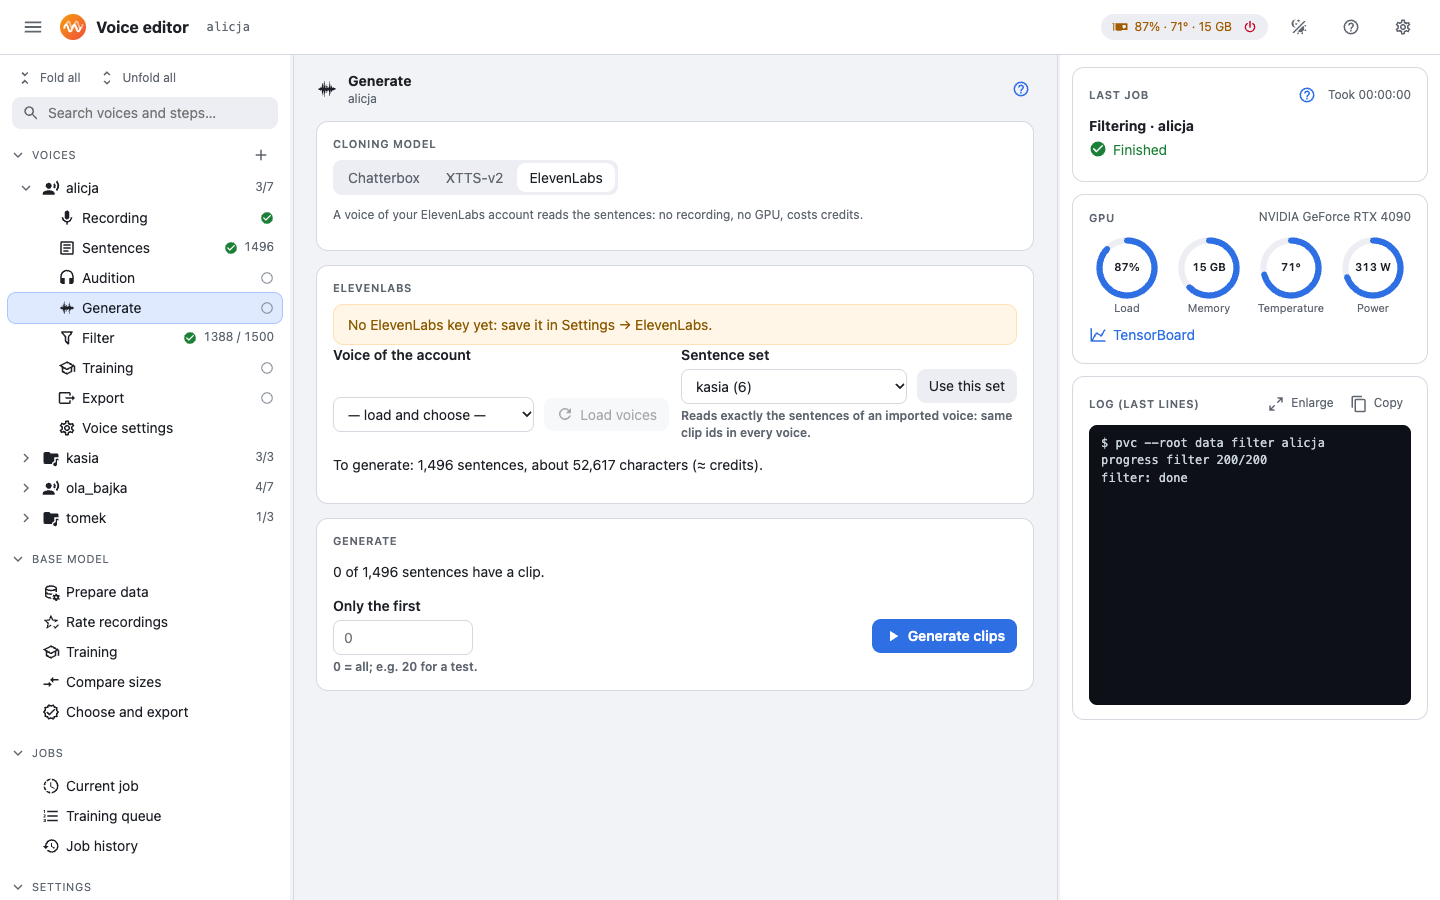 Voice editor
alicja
87% · 71° · 15 GB
Fold all
Unfold all
Search voices and steps...
VOICES
alicja
3/7
Recording
Sentences
1496
Audition
Generate
Filter
1388 / 1500
Training
Export
Voice settings
kasia
3/3
ola_bajka
4/7
tomek
1/3
BASE MODEL
Prepare data
Rate recordings
Training
Compare sizes
Choose and export
JOBS
Current job
Training queue
Job history
SETTINGS
Generate
alicja
CLONING MODEL
Chatterbox
XTTS-v2
ElevenLabs
A voice of your ElevenLabs account reads the sentences: no recording, no GPU, costs credits.
ELEVENLABS
No ElevenLabs key yet: save it in Settings → ElevenLabs.
Voice of the account
— load and choose —
Load voices
Sentence set
kasia (6)
Use this set
Reads exactly the sentences of an imported voice: same
clip ids in every voice.
To generate: 1,496 sentences, about 52,617 characters (≈ credits).
GENERATE
0 of 1,496 sentences have a clip.
Only the first
0
0 = all; e.g. 20 for a test.
Generate clips
LAST JOB
Took 00:00:00
Filtering · alicja
Finished
GPU
NVIDIA GeForce RTX 4090
87%
15 GB
71°
313 W
Load
Memory
Temperature
Power
TensorBoard
LOG (LAST LINES)
Enlarge
Copy
$ pvc --root data filter alicja
progress filter 200/200
filter: done